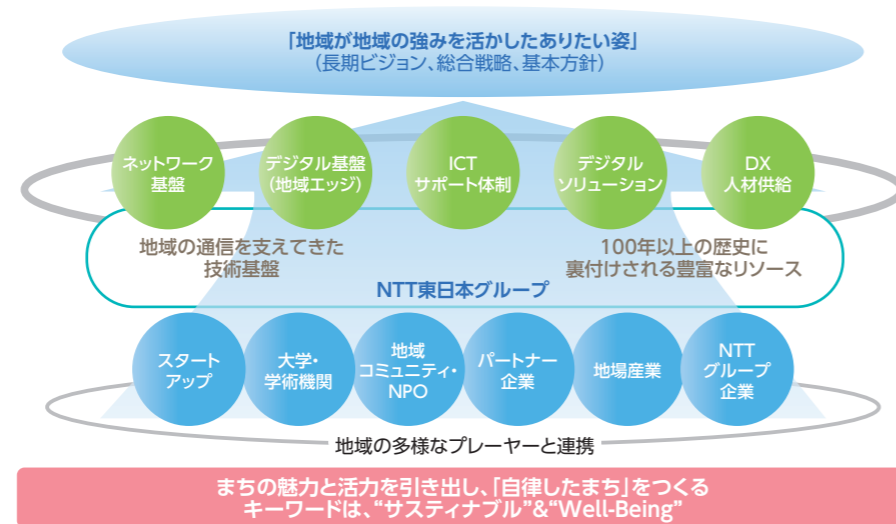 「地域が地域の強みを活かしたありたい姿」
(長期ビジョン、総合戦略、基本方針)
ネットワーク
基盤
デジタル基盤
(地域エッジ)
ICT
サポート体制
デジタル
ソリューション
DX
人材供給
地域の通信を支えてきた
技術基盤
100年以上の歴史に
裏付けされる豊富なリソース
NTT東日本グループ
スタート
アップ
大学・
学術機関
地域
コミュニティ・
NPO
パートナー
企業
地場産業
NTT
グループ
企業
地域の多様なプレーヤーと連携
まちの魅力と活力を引き出し、「自律したまち」をつくる
キーワードは、“サスティナブル”&“Well-Being”